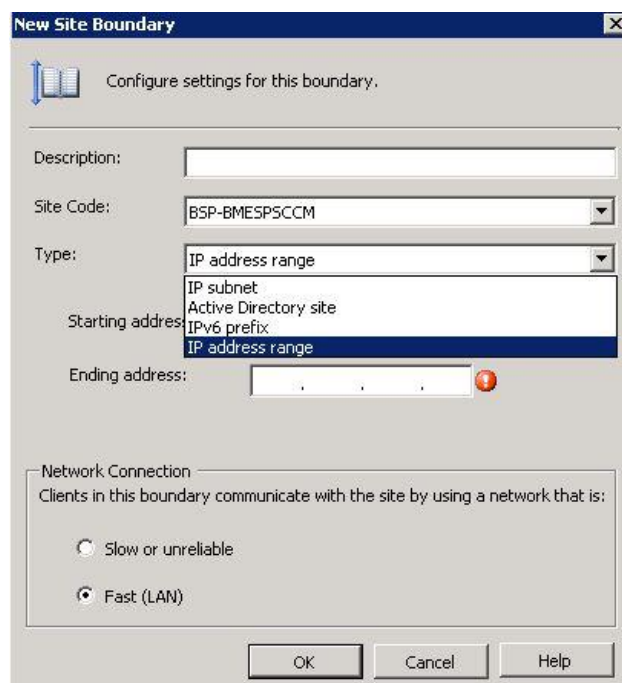 New Site Boundary
Configure settings for this boundary.
Description:
Site Code: BSP-BMESPSCCM
Type: IP address range
IP subnet
Active Directory site
Starting addres
IPv6 prefix
IP address range
Ending address:
Network Connection
Clients in this boundary communicate with the site by using a network that is:
Slow or unreliable
Fast (LAN)
OK Cancel Help